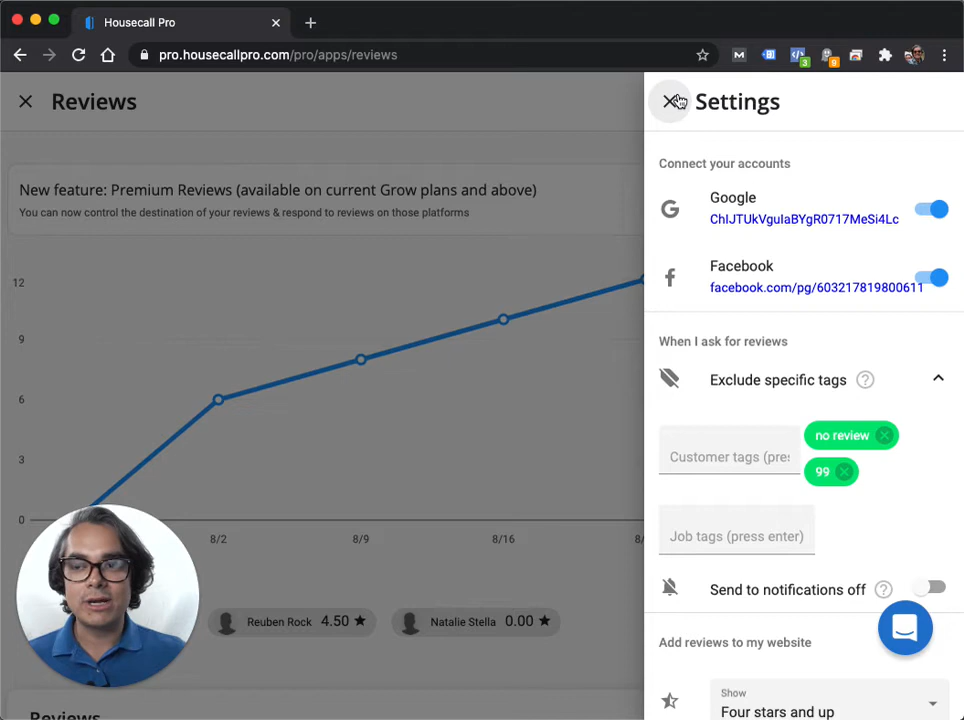 Housecall Pro
pro.housecallpro.com/pro/apps/reviews
3
9
Reviews
Settings
New feature: Premium Reviews (available on current Grow plans and above)
You can now control the destination of your reviews & respond to reviews on those platforms
Connect your accounts
Google
ChIJTUkVguIaBYgR0717MeSi4Lc
Facebook
facebook.com/pg/603217819800611
When I ask for reviews
Exclude specific tags
Customer tags (pre
no review
99
Job tags (press enter)
Send to notifications off
Add reviews to my website
Show
Four stars and up
12
9
6
3
0
8/2
8/9
8/16
8/
Reuben Rock 4.50
Natalie Stella 0.00
Reviews